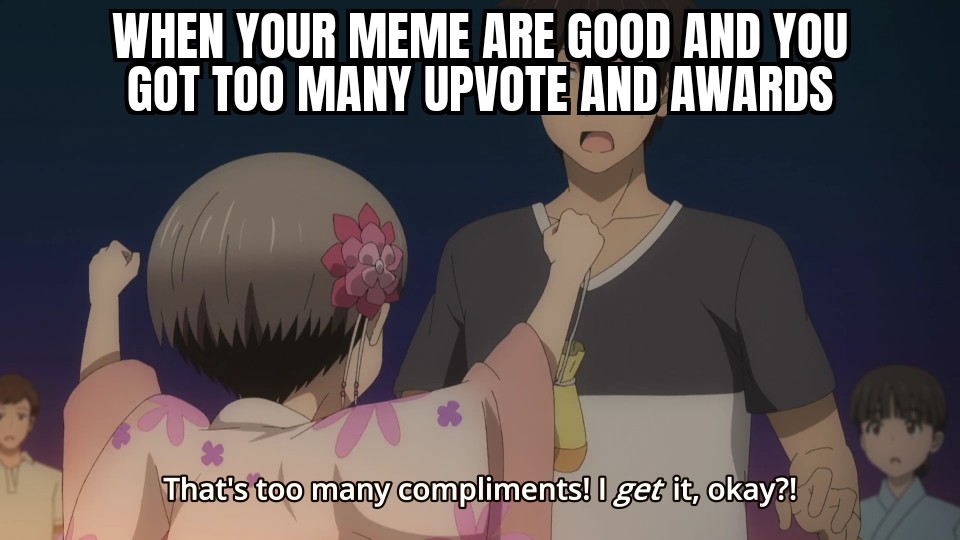 WHEN YOUR MEME ARE GOOD AND YOU
GOT TOO MANY UPVOTE AND AWARDS
That's too many compliments! I get it, okay?!